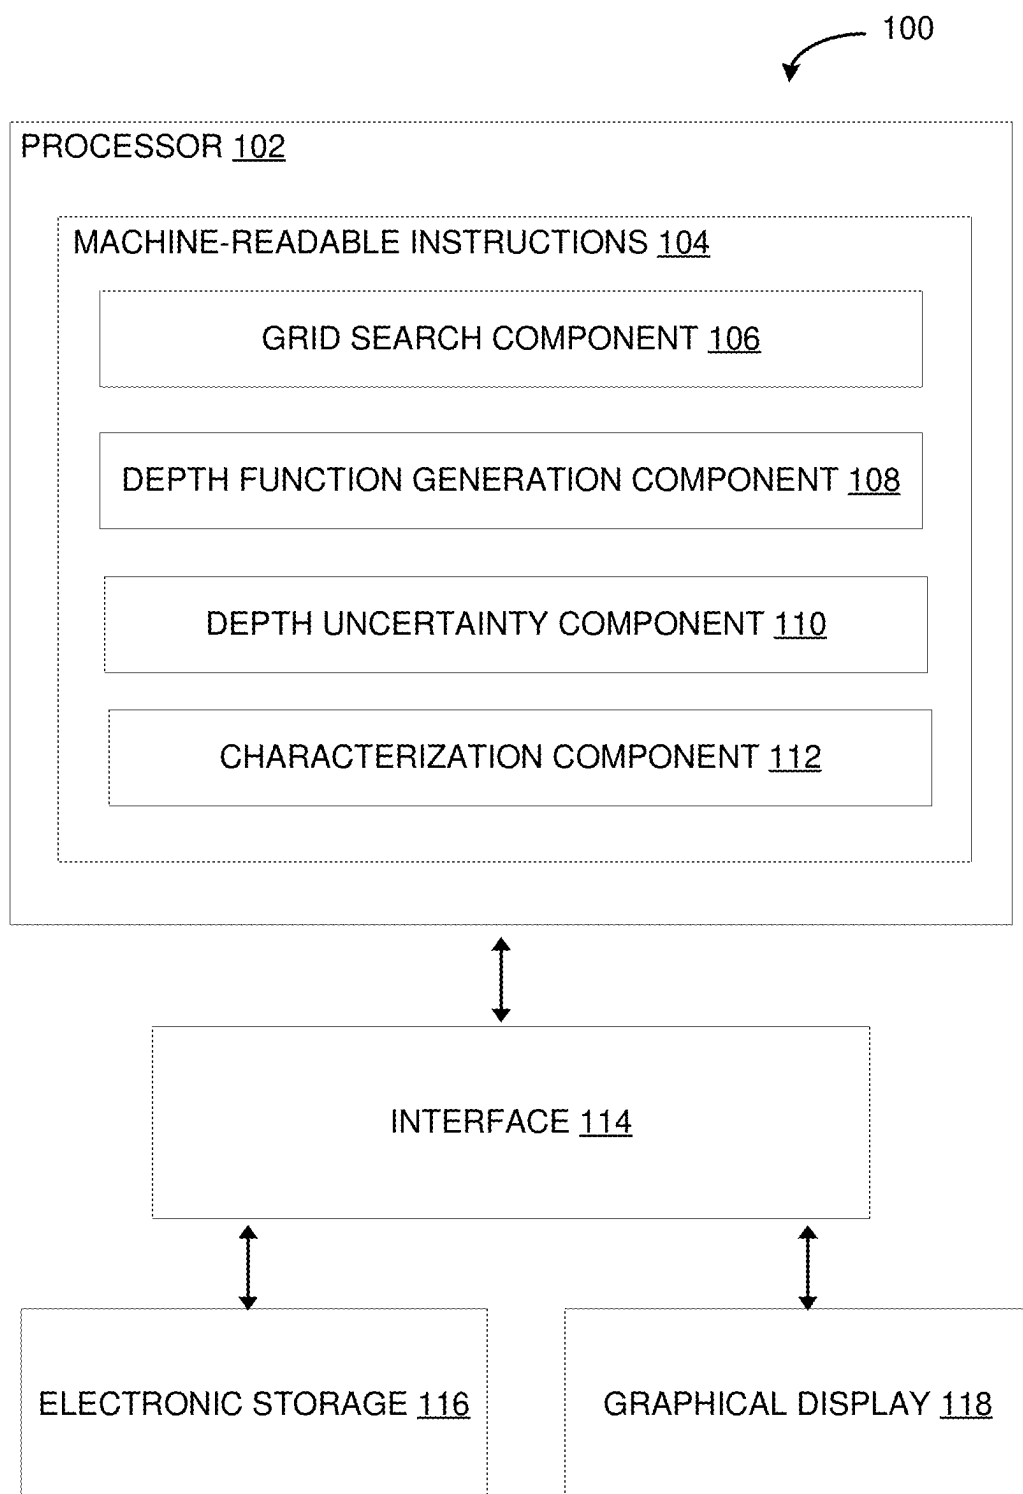 100
PROCESSOR 102
MACHINE-READABLE INSTRUCTIONS 104
GRID SEARCH COMPONENT 106
DEPTH FUNCTION GENERATION COMPONENT 108
DEPTH UNCERTAINTY COMPONENT 110
CHARACTERIZATION COMPONENT 112
INTERFACE 114
ELECTRONIC STORAGE 116
GRAPHICAL DISPLAY 118